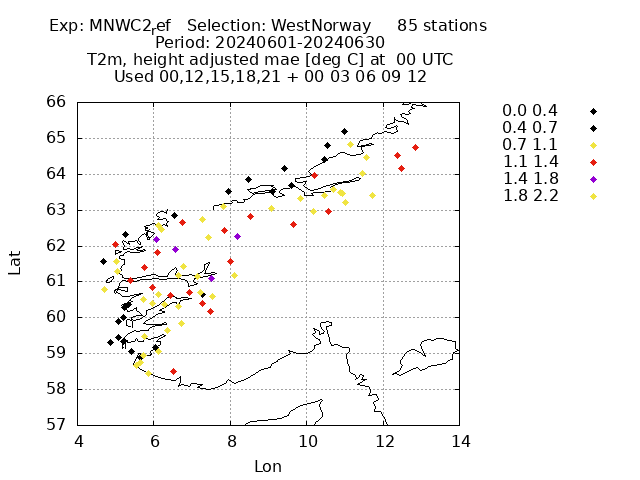 Exp: MNWC2ref Selection: WestNorway 85 stations
Period: 20240601-20240630
T2m, height adjusted mae [deg C] at 00 UTC
Used 00,12,15,18,21 + 00 03 06 09 12
66
65
64
63
62
61
60
59
58
57
Lat
4 6 8 10 12 14
Lon
0.0 0.4
0.4 0.7
0.7 1.1
1.1 1.4
1.4 1.8
1.8 2.2